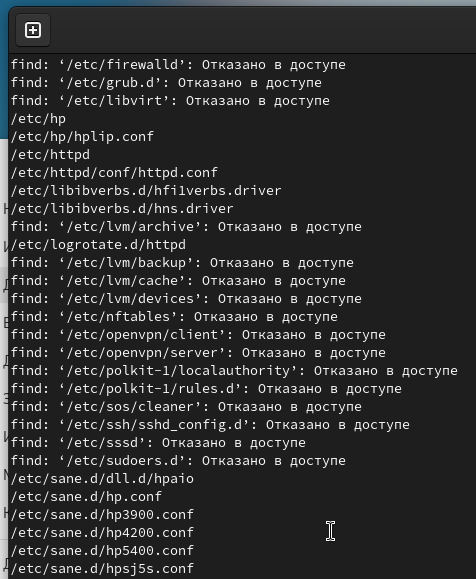 find: ‘/etc/firewalld’: Отказано в доступе
find: ‘/etc/grub.d’: Отказано в доступе
find: ‘/etc/libvirt’: Отказано в доступе
/etc/hp
/etc/hp/hplip.conf
/etc/httpd
/etc/httpd/conf/httpd.conf
/etc/libibverbs.d/hfi1verbs.driver
/etc/libibverbs.d/hns.driver
find: ‘/etc/lvm/archive’: Отказано в доступе
/etc/logrotate.d/httpd
find: ‘/etc/lvm/backup’: Отказано в доступе
find: ‘/etc/lvm/cache’: Отказано в доступе
find: ‘/etc/lvm/devices’: Отказано в доступе
find: ‘/etc/nftables’: Отказано в доступе
find: ‘/etc/openvpn/client’: Отказано в доступе
find: ‘/etc/openvpn/server’: Отказано в доступе
find: ‘/etc/polkit-1/localauthority’: Отказано в доступе
find: ‘/etc/polkit-1/rules.d’: Отказано в доступе
find: ‘/etc/sos/cleaner’: Отказано в доступе
find: ‘/etc/ssh/sshd_config.d’: Отказано в доступе
find: ‘/etc/sssd’: Отказано в доступе
find: ‘/etc/sudoers.d’: Отказано в доступе
/etc/sane.d/dll.d/hpaio
/etc/sane.d/hp.conf
/etc/sane.d/hp3900.conf
/etc/sane.d/hp4200.conf
/etc/sane.d/hp5400.conf
/etc/sane.d/hpsj5s.conf